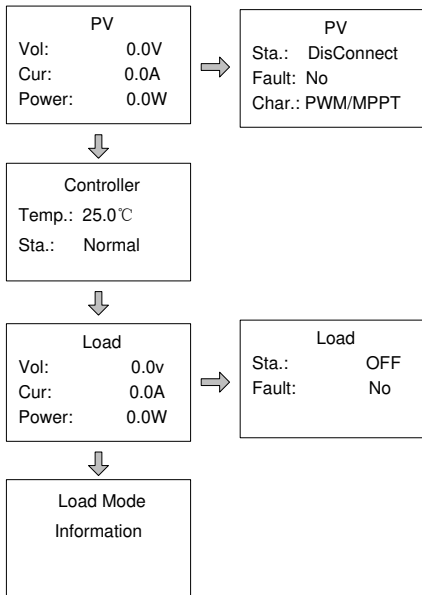 PV
Vol: 0.0V
Cur: 0.0A
Power: 0.0W
PV
Sta.: DisConnect
Fault: No
Char.: PWM/MPPT
Controller
Temp.: 25.0℃
Sta.: Normal
Load
Vol: 0.0v
Cur: 0.0A
Power: 0.0W
Load
Sta.: OFF
Fault: No
Load Mode
Information